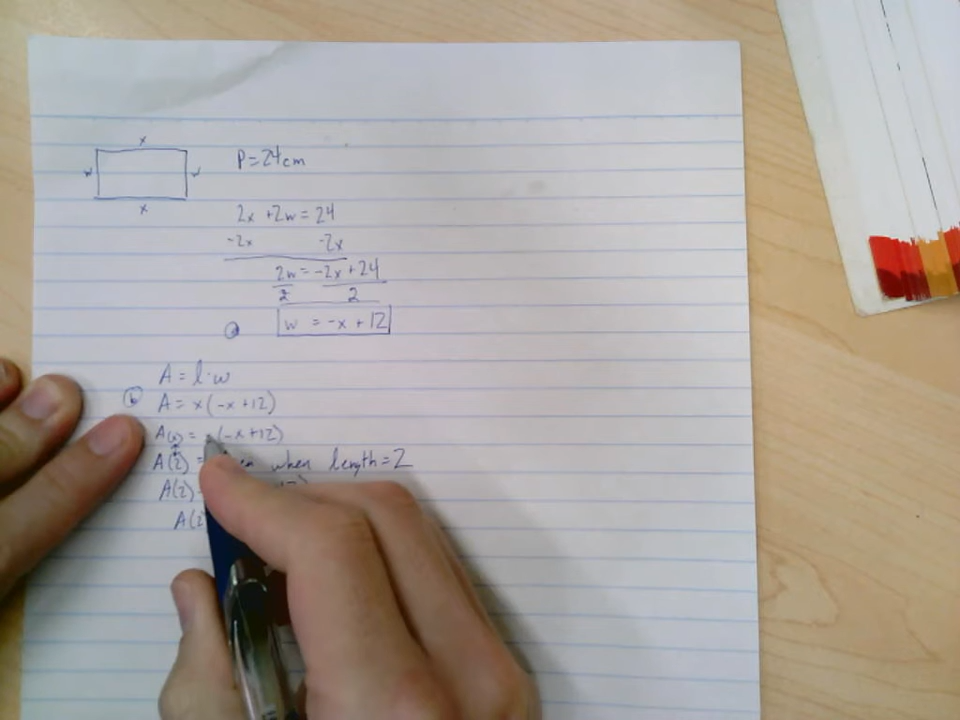 x
w w
x
P=24cm
2x +2w = 24
-2x -2x
2w = -2x + 24
2 2
a w = -x + 12
A = l·w
b A = x(-x+12)
A(x) = x(-x+12)
A(2) = when length=2
A(2)
A(2